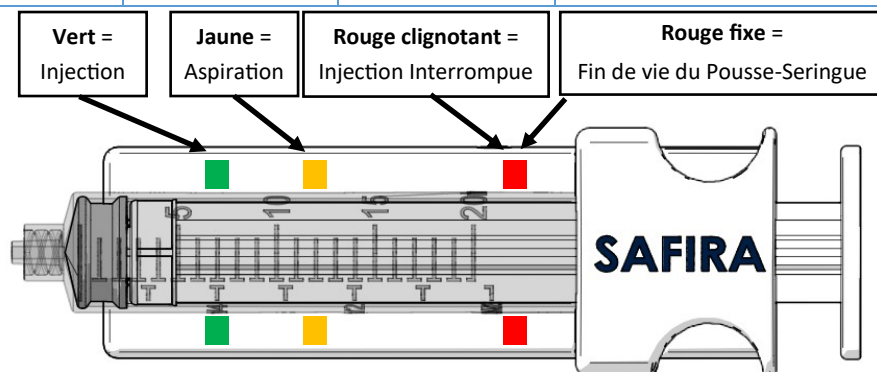 Vert =
Injection
Jaune =
Aspiration
Rouge clignotant =
Injection Interrompue
Rouge fixe =
Fin de vie du Pousse-Seringue
5
10
15
20
SAFIRA